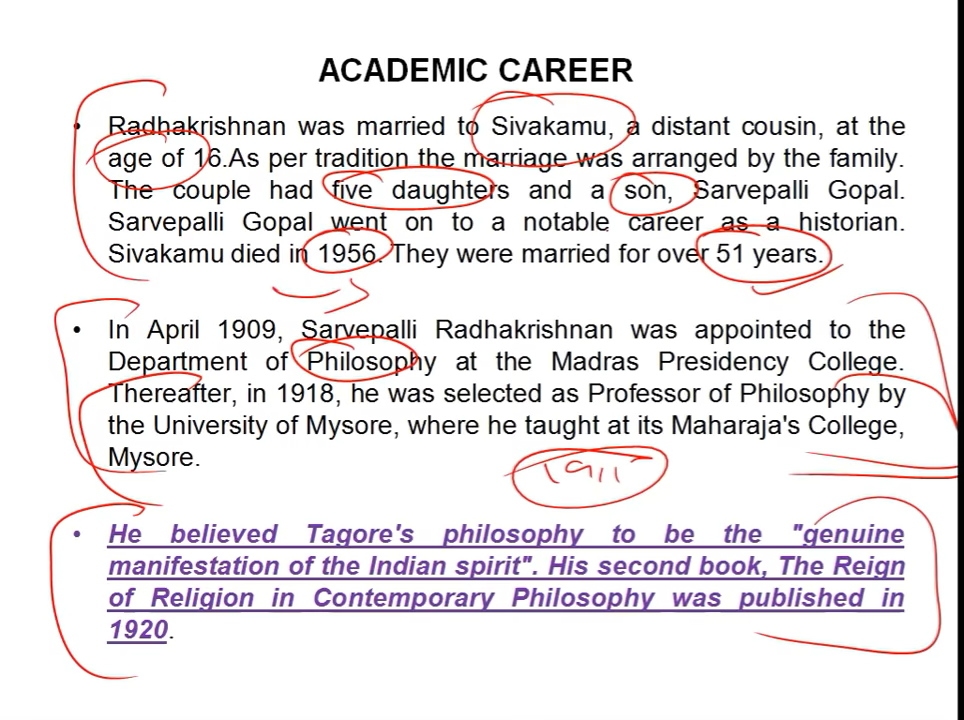 ACADEMIC CAREER
• Radhakrishnan was married to Sivakamu, a distant cousin, at the
age of 16.As per tradition the marriage was arranged by the family.
The couple had five daughters and a son, Sarvepalli Gopal.
Sarvepalli Gopal went on to a notable career as a historian.
Sivakamu died in 1956. They were married for over 51 years.
• In April 1909, Sarvepalli Radhakrishnan was appointed to the
Department of Philosophy at the Madras Presidency College.
Thereafter, in 1918, he was selected as Professor of Philosophy by
the University of Mysore, where he taught at its Maharaja's College,
Mysore.
• He believed Tagore's philosophy to be the "genuine
manifestation of the Indian spirit". His second book, The Reign
of Religion in Contemporary Philosophy was published in
1920.